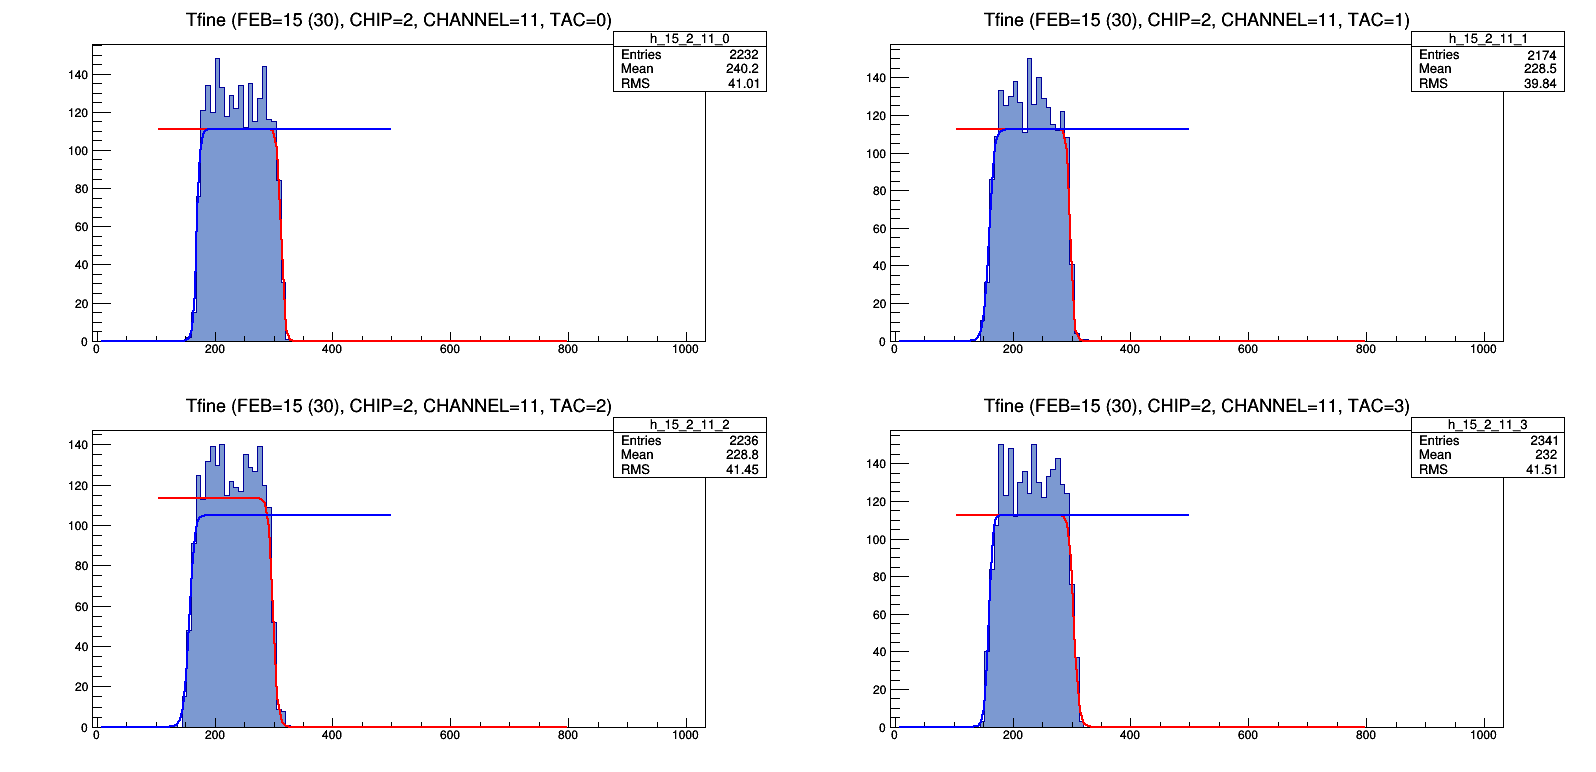 Tfine (FEB=15 (30), CHIP=2, CHANNEL=11, TAC=0)
h_15_2_11_0
Entries 2232
Mean 240.2
RMS 41.01
140
120
100
80
60
40
20
0
0 200 400 600 800 1000
Tfine (FEB=15 (30), CHIP=2, CHANNEL=11, TAC=1)
h_15_2_11_1
Entries 2174
Mean 228.5
RMS 39.84
140
120
100
80
60
40
20
0
0 200 400 600 800 1000
Tfine (FEB=15 (30), CHIP=2, CHANNEL=11, TAC=2)
h_15_2_11_2
Entries 2236
Mean 228.8
RMS 41.45
140
120
100
80
60
40
20
0
0 200 400 600 800 1000
Tfine (FEB=15 (30), CHIP=2, CHANNEL=11, TAC=3)
h_15_2_11_3
Entries 2341
Mean 232
RMS 41.51
140
120
100
80
60
40
20
0
0 200 400 600 800 1000